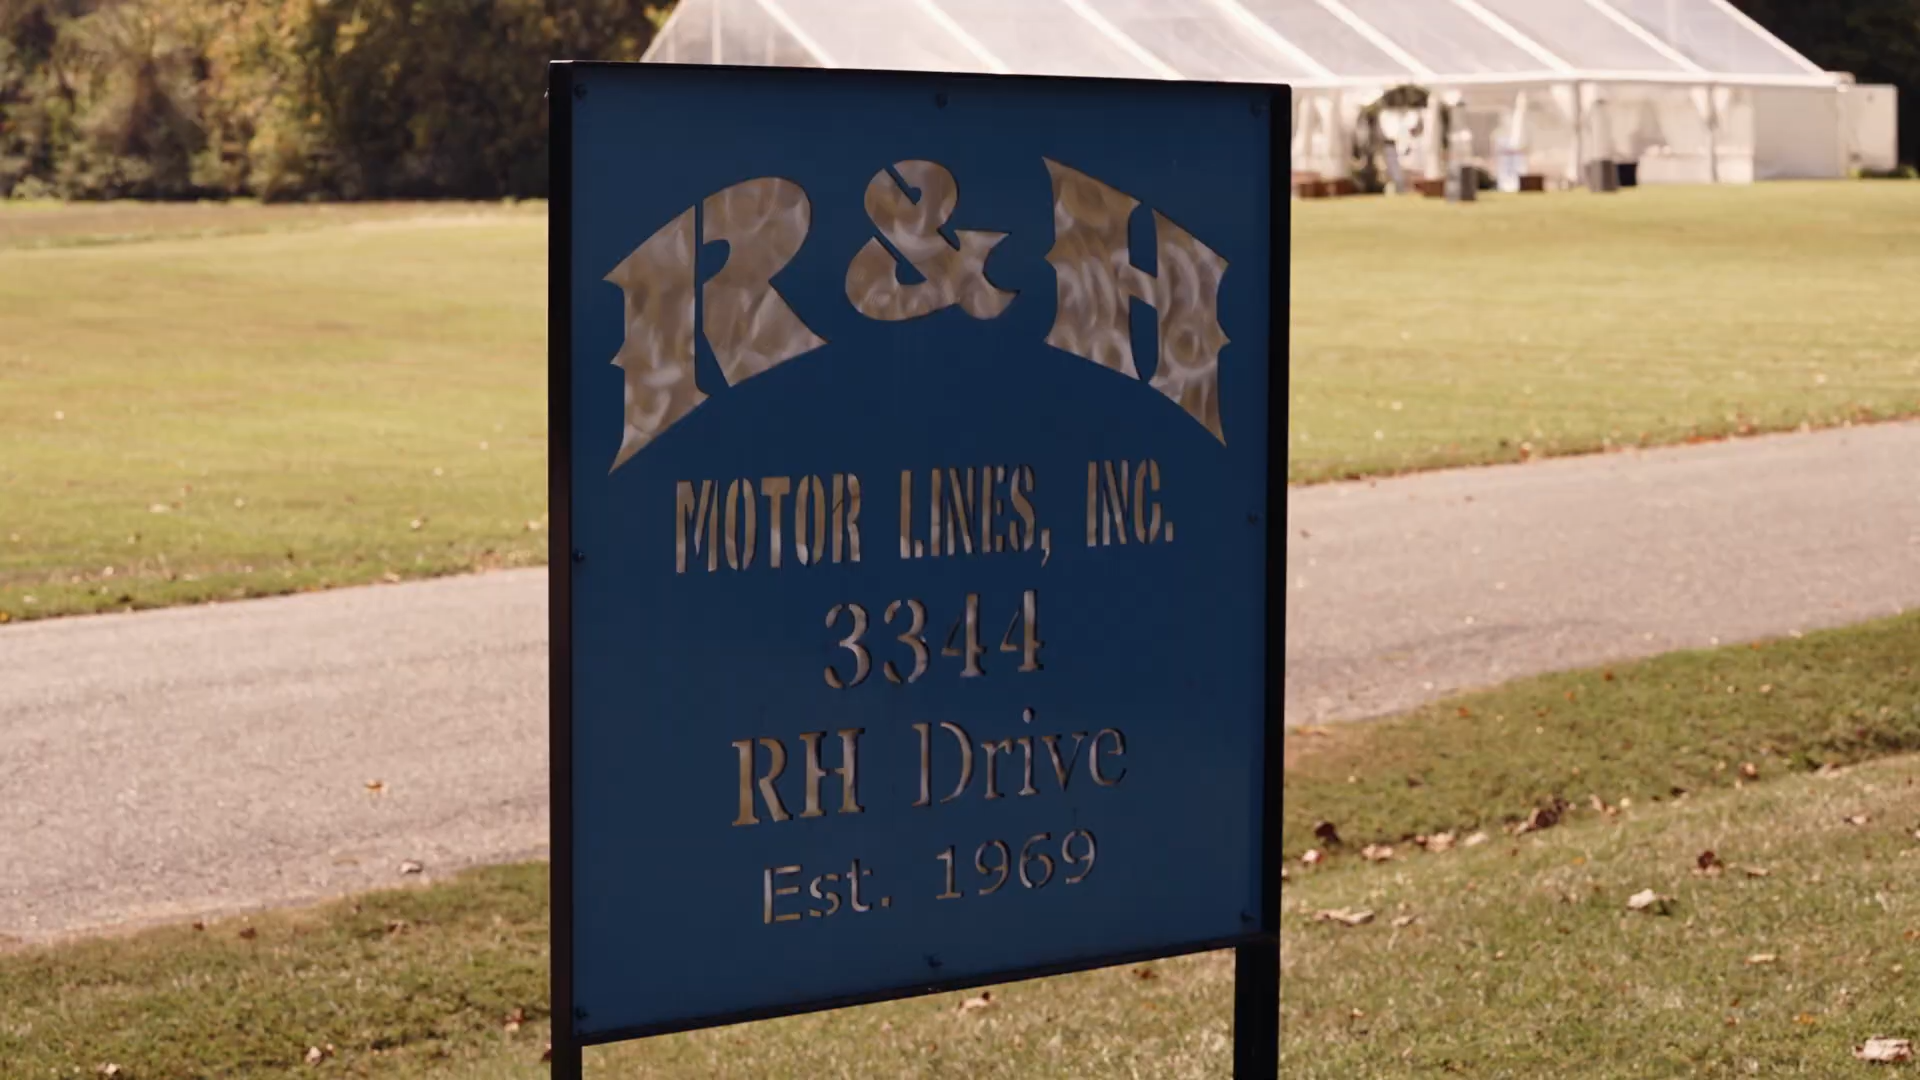 R & H
MOTOR LINES, INC.
3344
RH Drive
Est. 1969